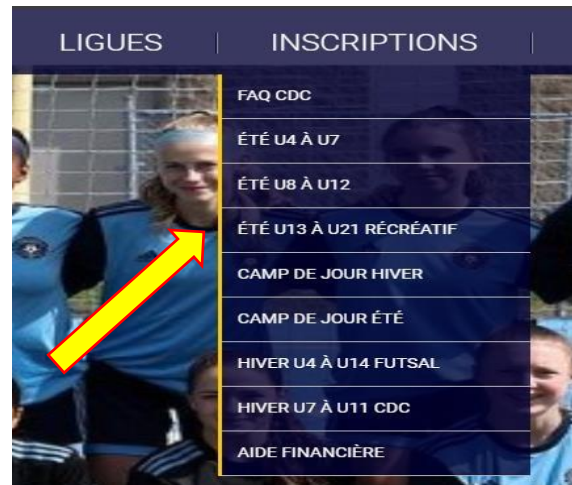 LIGUES | INSCRIPTIONS |
FAQ CDC
ÉTÉ U4 À U7
ÉTÉ U8 À U12
ÉTÉ U13 À U21 RÉCRÉATIF
CAMP DE JOUR HIVER
CAMP DE JOUR ÉTÉ
HIVER U4 À U14 FUTSAL
HIVER U7 À U11 CDC
AIDE FINANCIÈRE